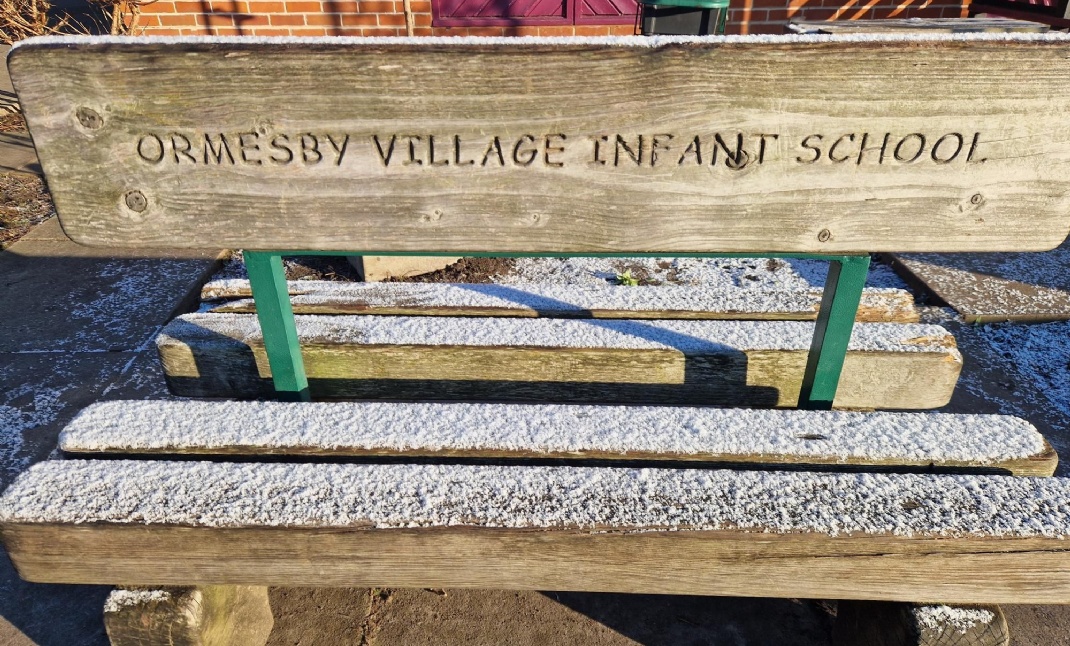 ORMESBY VILLAGE INFANT SCHOOL